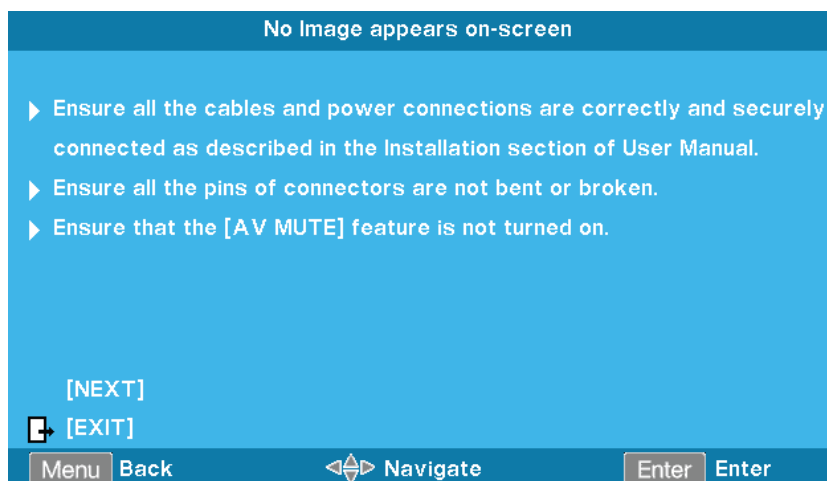 No Image appears on-screen
Ensure all the cables and power connections are correctly and securely
connected as described in the Installation section of User Manual.
Ensure all the pins of connectors are not bent or broken.
Ensure that the [AV MUTE] feature is not turned on.
[NEXT]
[EXIT]
Menu Back Navigate Enter Enter